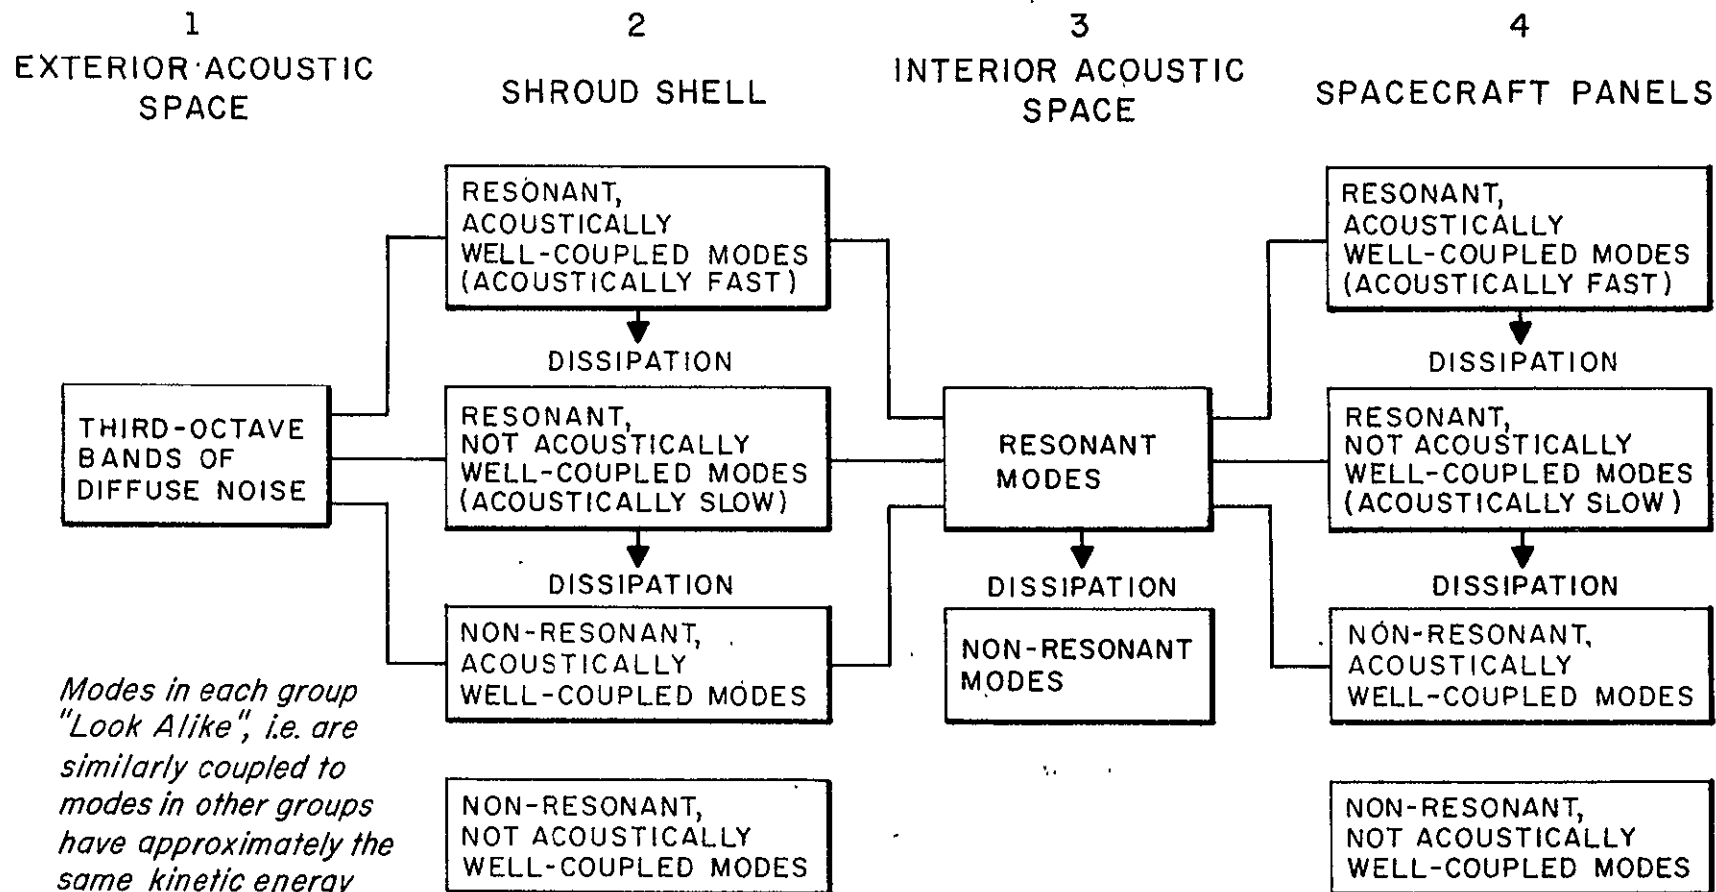 1
EXTERIOR ACOUSTIC
SPACE
2
SHROUD SHELL
3
INTERIOR ACOUSTIC
SPACE
4
SPACECRAFT PANELS
THIRD-OCTAVE
BANDS OF
DIFFUSE NOISE
Modes in each group
"Look Alike", i.e. are
similarly coupled to
modes in other groups
have approximately the
same kinetic energy
RESONANT,
ACOUSTICALLY
WELL-COUPLED MODES
(ACOUSTICALLY FAST)
DISSIPATION
RESONANT,
NOT ACOUSTICALLY
WELL-COUPLED MODES
(ACOUSTICALLY SLOW)
DISSIPATION
NON-RESONANT,
ACOUSTICALLY
WELL-COUPLED MODES
NON-RESONANT,
NOT ACOUSTICALLY
WELL-COUPLED MODES
RESONANT
MODES
DISSIPATION
NON-RESONANT
MODES
RESONANT,
ACOUSTICALLY
WELL-COUPLED MODES
(ACOUSTICALLY FAST)
DISSIPATION
RESONANT,
NOT ACOUSTICALLY
WELL-COUPLED MODES
(ACOUSTICALLY SLOW)
DISSIPATION
NON-RESONANT,
ACOUSTICALLY
WELL-COUPLED MODES
NON-RESONANT,
NOT ACOUSTICALLY
WELL-COUPLED MODES